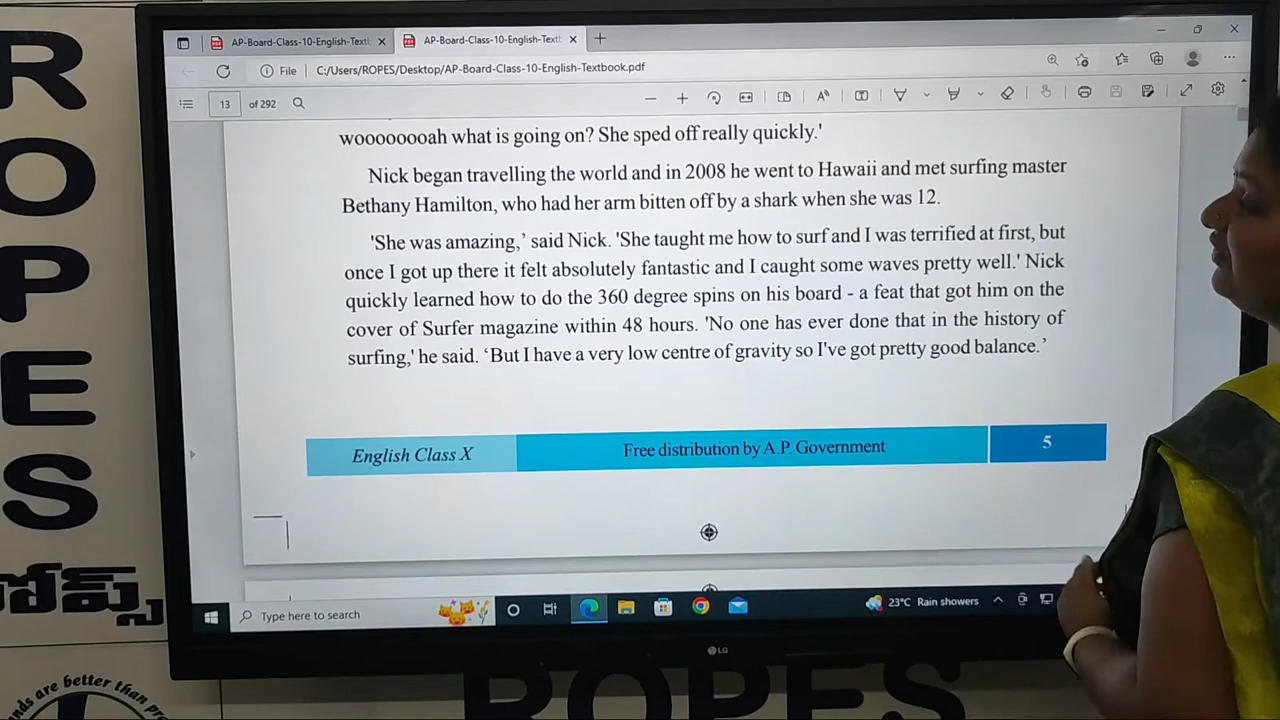 R
O
P
E
S
రోప్స్
AP-Board-Class-10-English-Textl
AP-Board-Class-10-English-Textl
File
C:/Users/ROPES/Desktop/AP-Board-Class-10-English-Textbook.pdf
13 of 292
wooooooooah what is going on? She sped off really quickly.'
Nick began travelling the world and in 2008 he went to Hawaii and met surfing master
Bethany Hamilton, who had her arm bitten off by a shark when she was 12.
'She was amazing,’ said Nick. 'She taught me how to surf and I was terrified at first, but
once I got up there it felt absolutely fantastic and I caught some waves pretty well.' Nick
quickly learned how to do the 360 degree spins on his board - a feat that got him on the
cover of Surfer magazine within 48 hours. 'No one has ever done that in the history of
surfing,' he said. ‘But I have a very low centre of gravity so I've got pretty good balance.’
English Class X
Free distribution by A.P. Government
5
Type here to search
23°C Rain showers
LG
ROPES
are better than